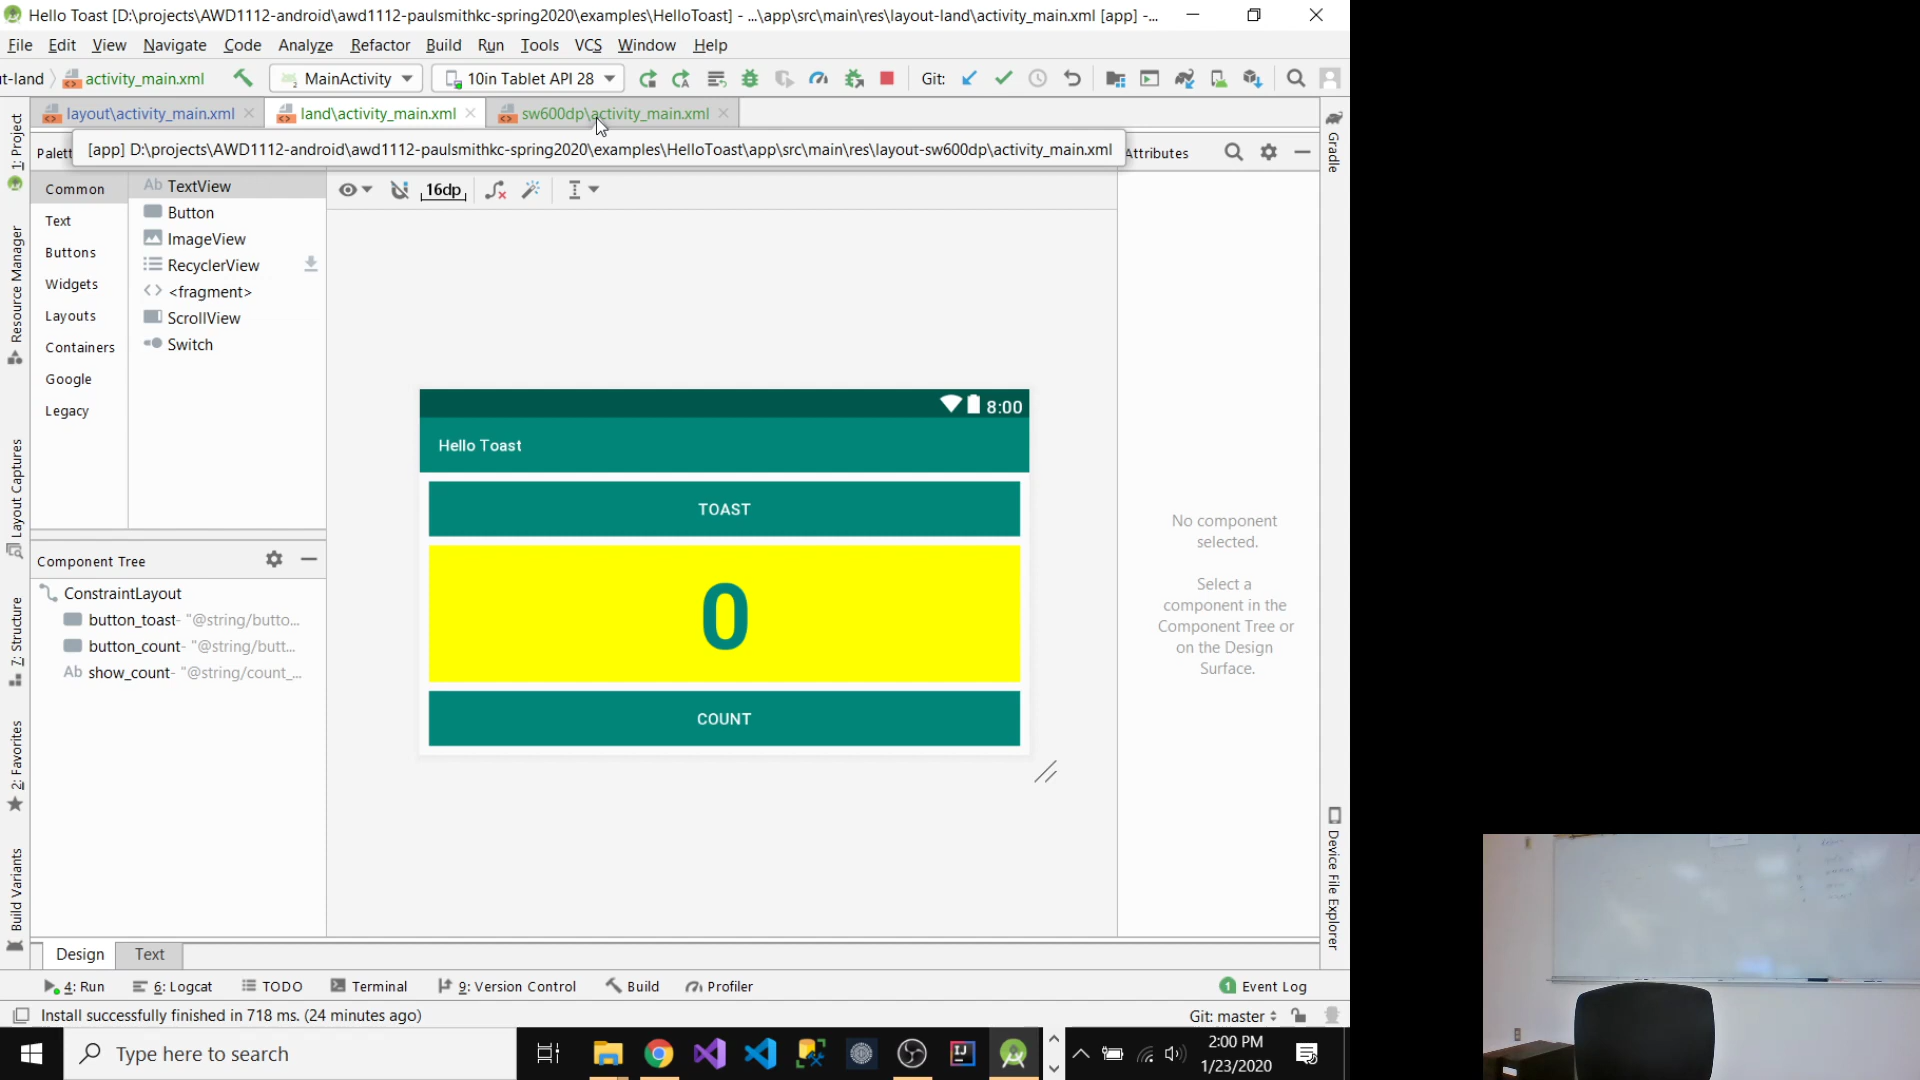 Hello Toast [D:\projects\AWD1112-android\awd1112-paulsmithkc-spring2020\examples\HelloToast] - ...\app\src\main\res\layout-land\activity_main.xml [app] -...
File Edit View Navigate Code Analyze Refactor Build Run Tools VCS Window Help
t-land activity_main.xml MainActivity 10in Tablet API 28 Git:
layout\activity_main.xml land\activity_main.xml sw600dp\activity_main.xml
[app] D:\projects\AWD1112-android\awd1112-paulsmithkc-spring2020\examples\HelloToast\app\src\main\res\layout-sw600dp\activity_main.xml
Palett
Attributes
16dp
Common
Text
Buttons
Widgets
Layouts
Containers
Google
Legacy
Ab TextView
Button
ImageView
RecyclerView
<> <fragment>
ScrollView
Switch
Component Tree
ConstraintLayout
button_toast- "@string/butto...
button_count- "@string/butt...
Ab show_count- "@string/count_...
8:00
Hello Toast
TOAST
0
COUNT
No component
selected.
Select a
component in the
Component Tree or
on the Design
Surface.
1: Project
Resource Manager
Layout Captures
7: Structure
2: Favorites
Build Variants
Gradle
Device File Explorer
Design Text
4: Run 6: Logcat TODO Terminal 9: Version Control Build Profiler 1 Event Log
Install successfully finished in 718 ms. (24 minutes ago) Git: master
Type here to search
2:00 PM
1/23/2020